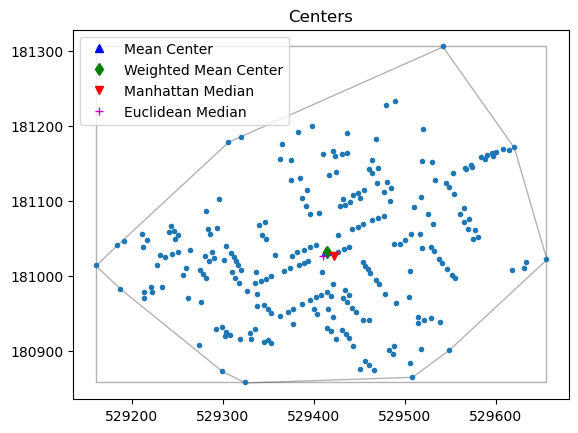 Centers
Mean Center
Weighted Mean Center
Manhattan Median
Euclidean Median
181300
181200
181100
181000
180900
529200 529300 529400 529500 529600